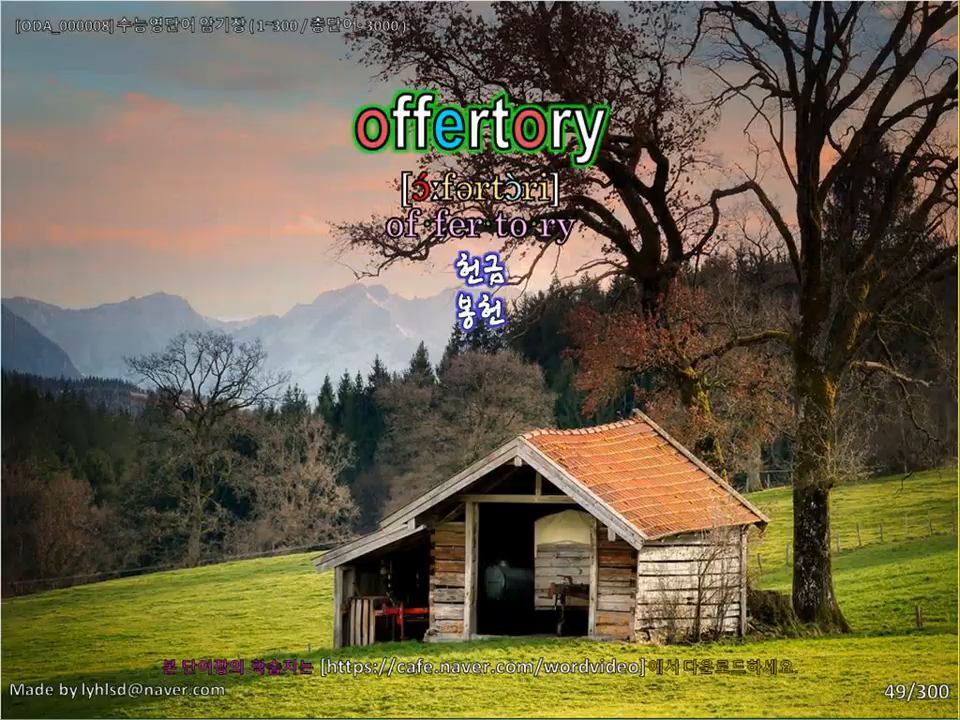 [ODA_000008] 수능영단어 암기장 ( 1~300 / 총단어:3000 )
offertory
[ɔ́ːfərtɔ̀ːri]
of·fer·to·ry
헌금
봉헌
본 단어장의 학습자는 [https://cafe.naver.com/wordvideo] 에서 다운로드하세요.
Made by lyhlsd@naver.com
49/300